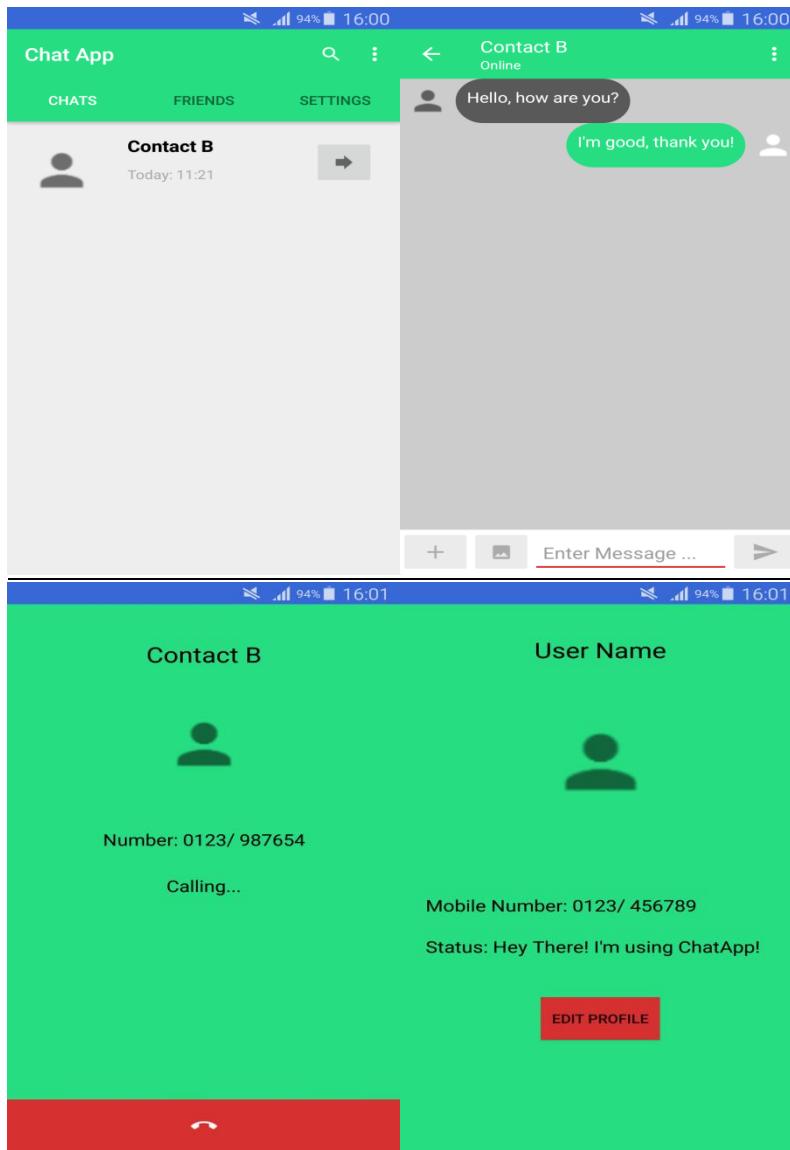 94% 16:00
Chat App
CHATS FRIENDS SETTINGS
Contact B
Today: 11:21
94% 16:00
Contact B
Online
Hello, how are you?
I'm good, thank you!
Enter Message ...
94% 16:01
Contact B
Number: 0123/ 987654
Calling...
94% 16:01
User Name
Mobile Number: 0123/ 456789
Status: Hey There! I'm using ChatApp!
EDIT PROFILE